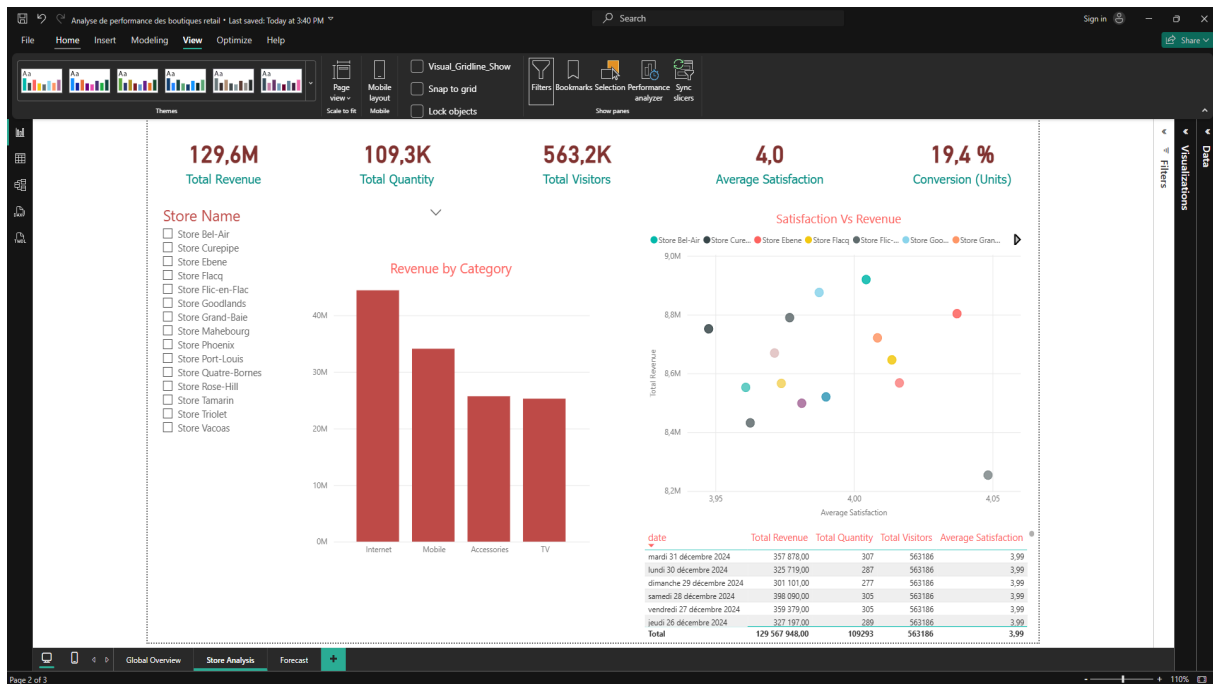 Analyse de performance des boutiques retail • Last saved: Today at 3:40 PM
Search
Sign in
File Home Insert Modeling View Optimize Help
Share
Aa Aa Aa Aa Aa Aa
Themes
Page view
Scale to fit
Mobile layout
Mobile
Visual_Gridline_Show
Snap to grid
Lock objects
Filters Bookmarks Selection Performance analyzer Sync slicers
Show panes
129,6M
Total Revenue
109,3K
Total Quantity
563,2K
Total Visitors
4,0
Average Satisfaction
19,4 %
Conversion (Units)
Filters
Visualizations
Data
Store Name
Store Bel-Air
Store Curepipe
Store Ebene
Store Flacq
Store Flic-en-Flac
Store Goodlands
Store Grand-Baie
Store Mahebourg
Store Phoenix
Store Port-Louis
Store Quatre-Bornes
Store Rose-Hill
Store Tamarin
Store Triolet
Store Vacoas
Revenue by Category
40M
30M
20M
10M
0M
Internet Mobile Accessories TV
Satisfaction Vs Revenue
Store Bel-Air Store Cure... Store Ebene Store Flacq Store Flic-... Store Goo... Store Gran...
9,0M
8,8M
8,6M
8,4M
8,2M
Total Revenue
3,95 4,00 4,05
Average Satisfaction
date Total Revenue Total Quantity Total Visitors Average Satisfaction
mardi 31 décembre 2024 357 878,00 307 563186 3,99
lundi 30 décembre 2024 325 719,00 287 563186 3,99
dimanche 29 décembre 2024 301 101,00 277 563186 3,99
samedi 28 décembre 2024 398 090,00 305 563186 3,99
vendredi 27 décembre 2024 359 379,00 305 563186 3,99
jeudi 26 décembre 2024 327 197,00 289 563186 3,99
Total 129 567 948,00 109293 563186 3,99
Global Overview Store Analysis Forecast +
Page 2 of 3
- + 110%